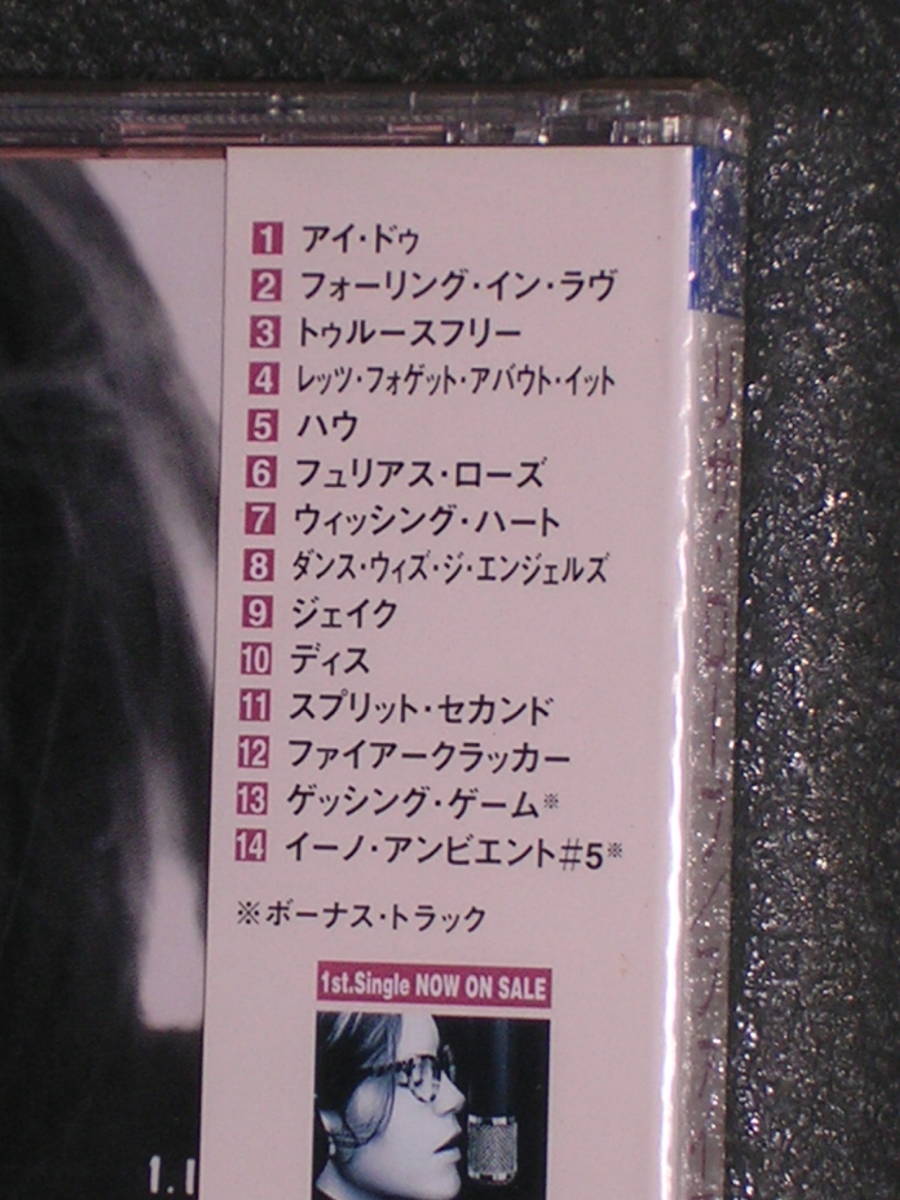 1 アイ・ドゥ
2 フォーリング・イン・ラヴ
3 トゥルースフリー
4 レッツ・フォゲット・アバウト・イット
5 ハウ
6 フュリアス・ローズ
7 ウィッシング・ハート
8 ダンス・ウィズ・ジ・エンジェルズ
9 ジェイク
10 ディス
11 スプリット・セカンド
12 ファイアークラッカー
13 ゲッシング・ゲーム※
14 イーノ・アンビエント#5※
※ボーナス・トラック
1st.Single NOW ON SALE